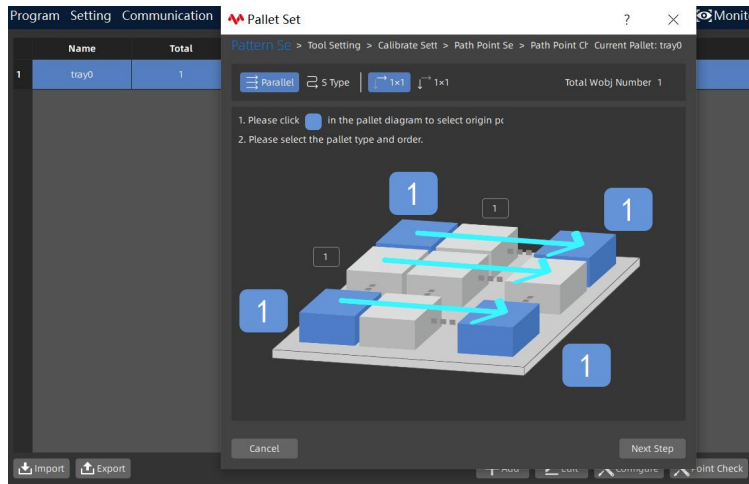 Program Setting Communication
Pallet Set
?
Monit
Name Total
Pattern Se > Tool Setting > Calibrate Sett > Path Point Se > Path Point Cl Current Pallet: tray0
1 tray0 1
Parallel S Type 1×1 1×1 Total Wobj Number 1
1. Please click in the pallet diagram to select origin pc
2. Please select the pallet type and order.
1
1
1
1
1
1
Cancel Next Step
Import Export Add Edit Configure Point Check